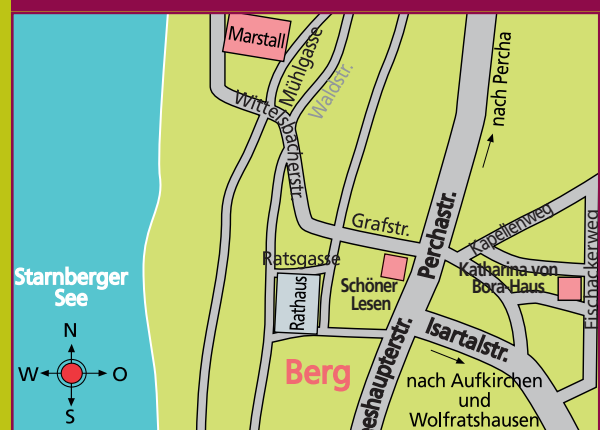 Marstall
Mühlgasse
Waldstr.
nach Percha
Wittelsbacherstr.
Grafstr.
Perchastr.
Kapellenweg
Fischackerweg
Ratsgasse
Rathaus
Schöner
Lesen
Katharina von
Bora-Haus
Starnberger
See
N
W
O
S
Berg
Isartalstr.
nach Aufkirchen
und
Wolfratshausen